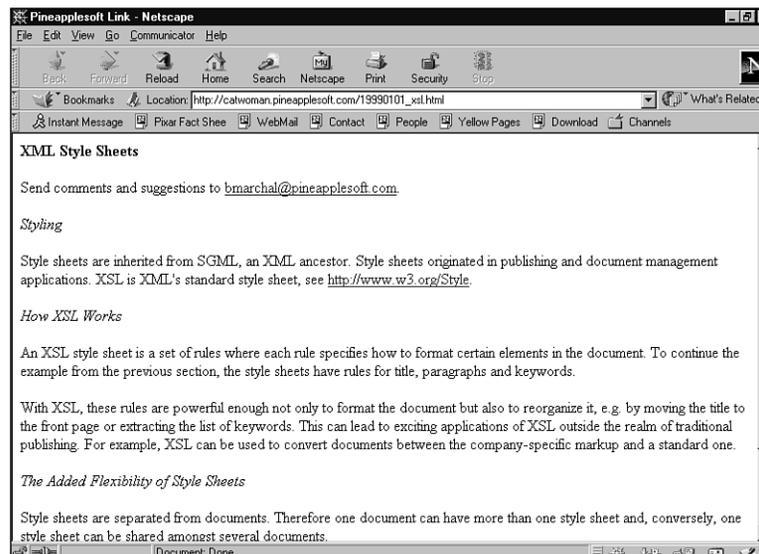 Pineapplesoft Link - Netscape
File Edit View Go Communicator Help
Back Forward Reload Home Search Netscape Print Security Stop
Bookmarks Location: http://catwoman.pineapplesoft.com/19990101_xsl.html What's Related
Instant Message Pixar Fact Shee WebMail Contact People Yellow Pages Download Channels
XML Style Sheets
Send comments and suggestions to bmarchal@pineapplesoft.com.
Styling
Style sheets are inherited from SGML, an XML ancestor. Style sheets originated in publishing and document management
applications. XSL is XML's standard style sheet, see http://www.w3.org/Style.
How XSL Works
An XSL style sheet is a set of rules where each rule specifies how to format certain elements in the document. To continue the
example from the previous section, the style sheets have rules for title, paragraphs and keywords.
With XSL, these rules are powerful enough not only to format the document but also to reorganize it, e.g. by moving the title to
the front page or extracting the list of keywords. This can lead to exciting applications of XSL outside the realm of traditional
publishing. For example, XSL can be used to convert documents between the company-specific markup and a standard one.
The Added Flexibility of Style Sheets
Style sheets are separated from documents. Therefore one document can have more than one style sheet and, conversely, one
style sheet can be shared amongst several documents.
Document: Done